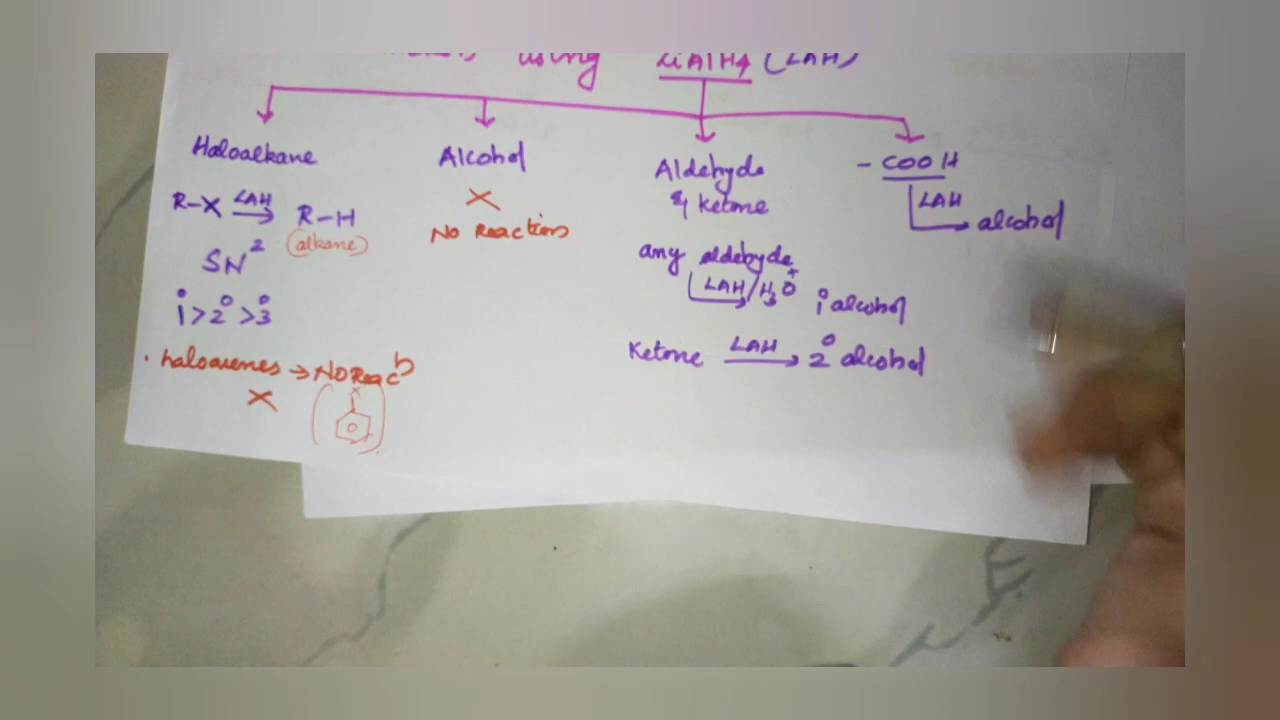 using LiAlH4 (LAH)
Haloalkane
R-X LAH→ R-H
(alkane)
SN2
1° > 2° > 3°
. haloarenes → NO Reacn
X
Alcohol
X
No Reaction
Aldehyde
& ketone
any aldehyde
LAH/H3O+ 1° alcohol
Ketone LAH→ 2° alcohol
- COOH
LAH
→ alcohol